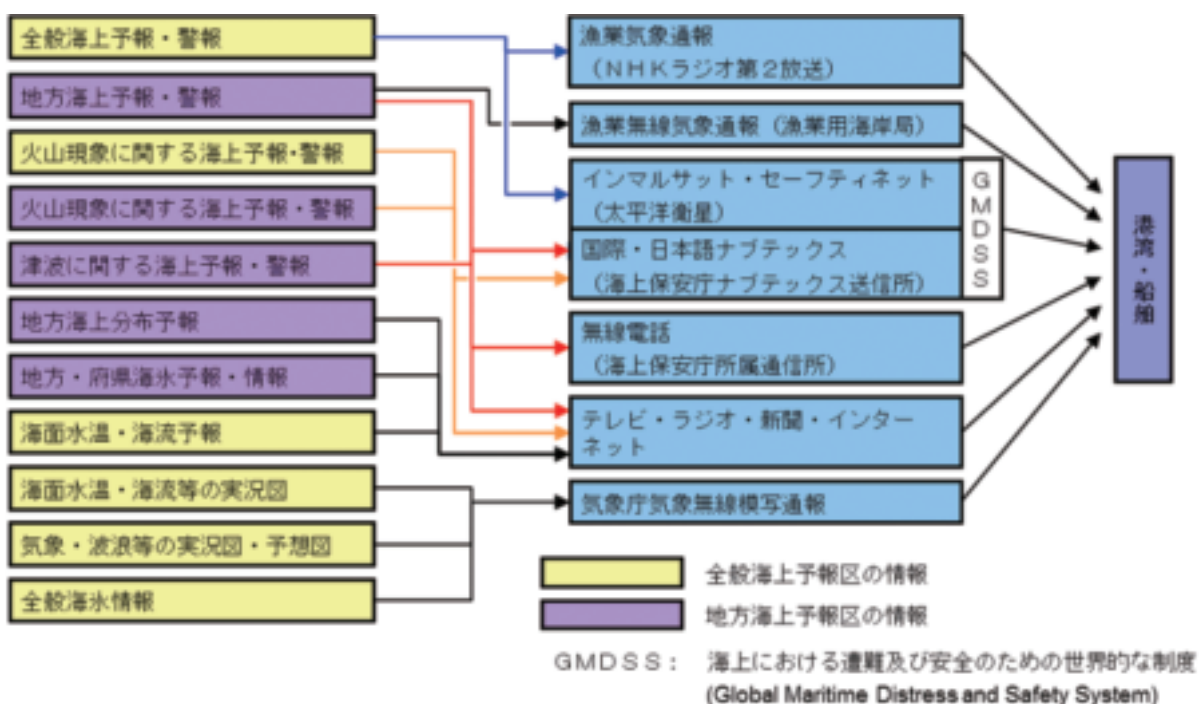 全般海上予報・警報
地方海上予報・警報
火山現象に関する海上予報・警報
火山現象に関する海上予報・警報
津波に関する海上予報・警報
地方海上分布予報
地方・府県海氷予報・情報
海面水温・海流予報
海面水温・海流等の実況図
気象・波浪等の実況図・予想図
全般海氷情報
漁業気象通報
（ＮＨＫラジオ第２放送）
漁業無線気象通報（漁業用海岸局）
インマルサット・セーフティネット
（太平洋衛星）
国際・日本語ナブテックス
（海上保安庁ナブテックス送信所）
ＧＭＤＳＳ
無線電話
（海上保安庁所属通信所）
テレビ・ラジオ・新聞・インター
ネット
気象庁気象無線模写通報
港湾・船舶
全般海上予報区の情報
地方海上予報区の情報
ＧＭＤＳＳ： 海上における遭難及び安全のための世界的な制度
(Global Maritime Distress and Safety System)